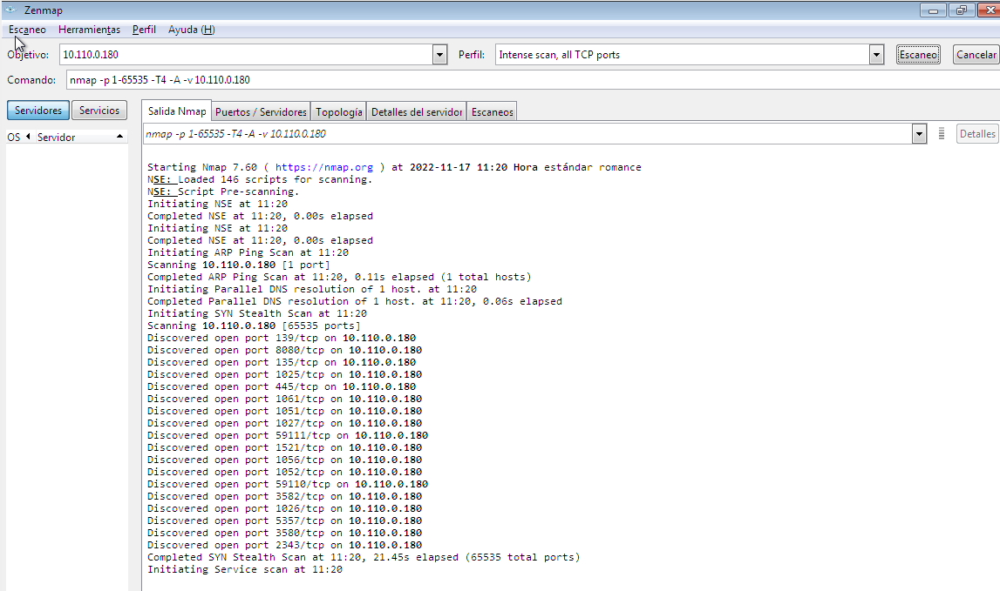 Zenmap
Escaneo Herramientas Perfil Ayuda (H)
Objetivo: 10.110.0.180 Perfil: Intense scan, all TCP ports Escaneo Cancelar
Comando: nmap -p 1-65535 -T4 -A -v 10.110.0.180
Servidores Servicios Salida Nmap Puertos / Servidores Topología Detalles del servidor Escaneos
OS Servidor nmap -p 1-65535 -T4 -A -v 10.110.0.180 Detalles
Starting Nmap 7.60 ( https://nmap.org ) at 2022-11-17 11:20 Hora estándar romance
NSE: Loaded 146 scripts for scanning.
NSE: Script Pre-scanning.
Initiating NSE at 11:20
Completed NSE at 11:20, 0.00s elapsed
Initiating NSE at 11:20
Completed NSE at 11:20, 0.00s elapsed
Initiating ARP Ping Scan at 11:20
Scanning 10.110.0.180 [1 port]
Completed ARP Ping Scan at 11:20, 0.11s elapsed (1 total hosts)
Initiating Parallel DNS resolution of 1 host. at 11:20
Completed Parallel DNS resolution of 1 host. at 11:20, 0.06s elapsed
Initiating SYN Stealth Scan at 11:20
Scanning 10.110.0.180 [65535 ports]
Discovered open port 139/tcp on 10.110.0.180
Discovered open port 8080/tcp on 10.110.0.180
Discovered open port 135/tcp on 10.110.0.180
Discovered open port 1025/tcp on 10.110.0.180
Discovered open port 445/tcp on 10.110.0.180
Discovered open port 1061/tcp on 10.110.0.180
Discovered open port 1051/tcp on 10.110.0.180
Discovered open port 1027/tcp on 10.110.0.180
Discovered open port 59111/tcp on 10.110.0.180
Discovered open port 1521/tcp on 10.110.0.180
Discovered open port 1056/tcp on 10.110.0.180
Discovered open port 1052/tcp on 10.110.0.180
Discovered open port 59110/tcp on 10.110.0.180
Discovered open port 3582/tcp on 10.110.0.180
Discovered open port 1026/tcp on 10.110.0.180
Discovered open port 5357/tcp on 10.110.0.180
Discovered open port 3580/tcp on 10.110.0.180
Discovered open port 2343/tcp on 10.110.0.180
Completed SYN Stealth Scan at 11:20, 21.45s elapsed (65535 total ports)
Initiating Service scan at 11:20